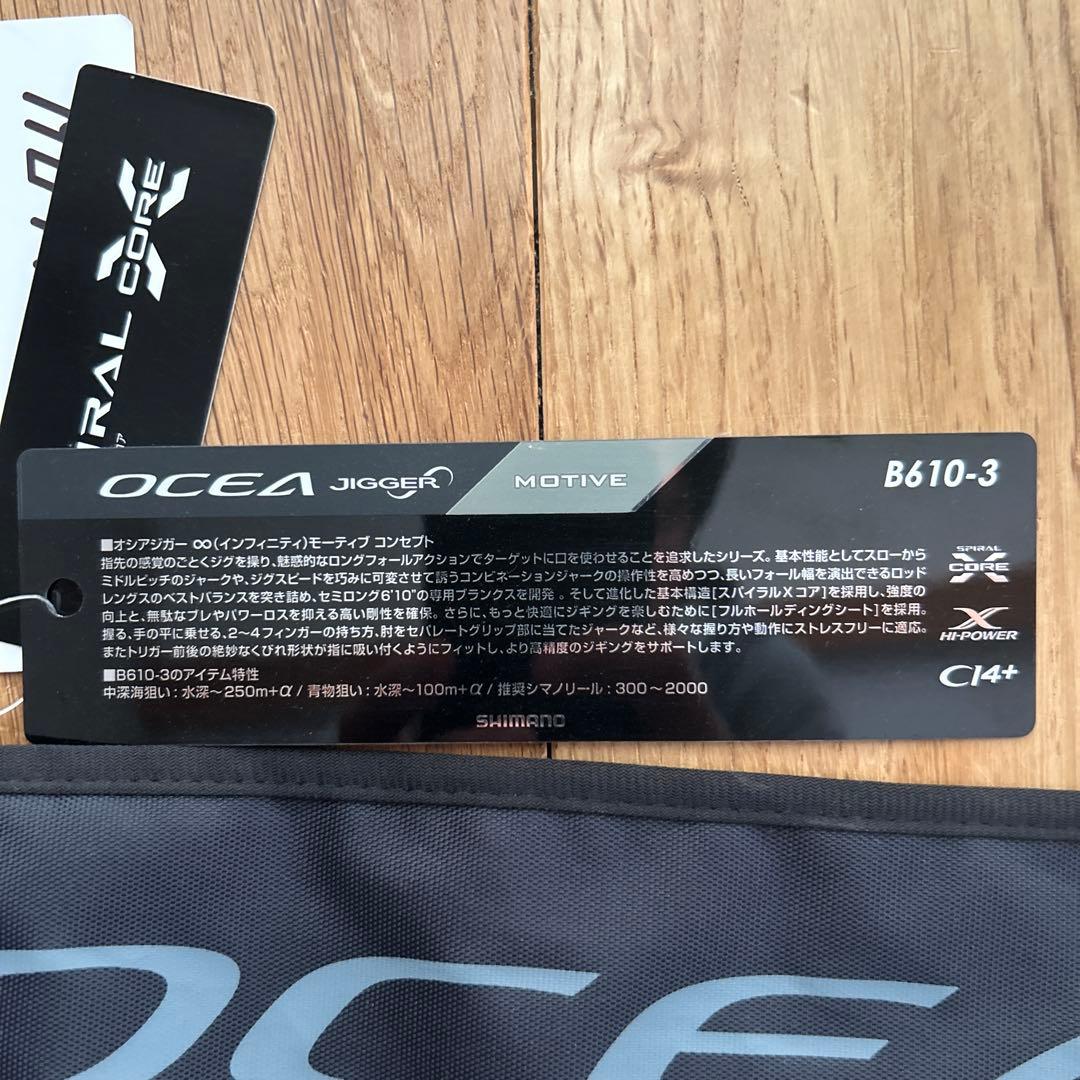 SPIRAL CORE
OCEA JIGGER ∞ MOTIVE B610-3
■オシアジガー ∞(インフィニティ)モーティブ コンセプト
指先の感覚のごとくジグを操り、魅惑的なロングフォールアクションでターゲットに口を使わせることを追求したシリーズ。基本性能としてスローから
ミドルピッチのジャークや、ジグスピードを巧みに可変させて誘うコンビネーションジャークの操作性を高めつつ、長いフォール幅を演出できるロッド
レングスのベストバランスを突き詰め、セミロング6'10"の専用ブランクスを開発 。そして進化した基本構造[スパイラルXコア]を採用し、強度の
向上と、無駄なブレやパワーロスを抑える高い剛性を確保。さらに、もっと快適にジギングを楽しむために[フルホールディングシート]を採用。
握る、手の平に乗せる、2〜4フィンガーの持ち方、肘をセパレートグリップ部に当てたジャークなど、様々な握り方や動作にストレスフリーに適応。
またトリガー前後の絶妙なくびれ形状が指に吸い付くようにフィットし、より高精度のジギングをサポートします。
■B610-3のアイテム特性
中深海狙い:水深〜250m+α/青物狙い:水深〜100m+α/推奨シマノリール:300〜2000
SPIRAL
X
CORE
X
HI-POWER
CI4+
SHIMANO
OCEA